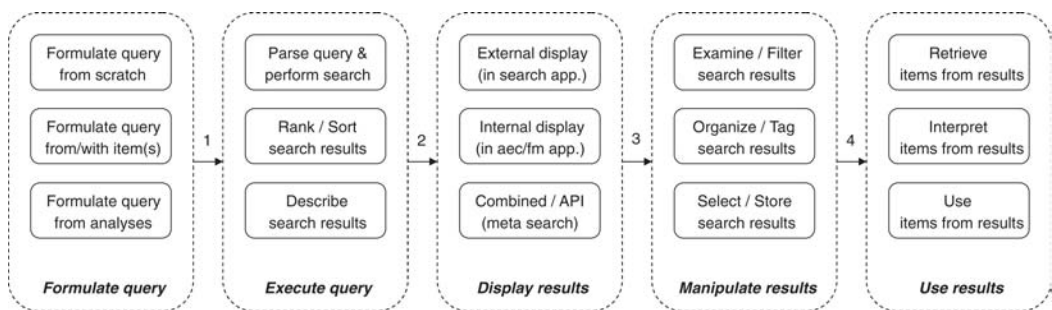 Formulate query
from scratch
Formulate query
from/with item(s)
Formulate query
from analyses
Formulate query
1
Parse query &
perform search
Rank / Sort
search results
Describe
search results
Execute query
2
External display
(in search app.)
Internal display
(in aec/fm app.)
Combined / API
(meta search)
Display results
3
Examine / Filter
search results
Organize / Tag
search results
Select / Store
search results
Manipulate results
4
Retrieve
items from results
Interpret
items from results
Use
items from results
Use results